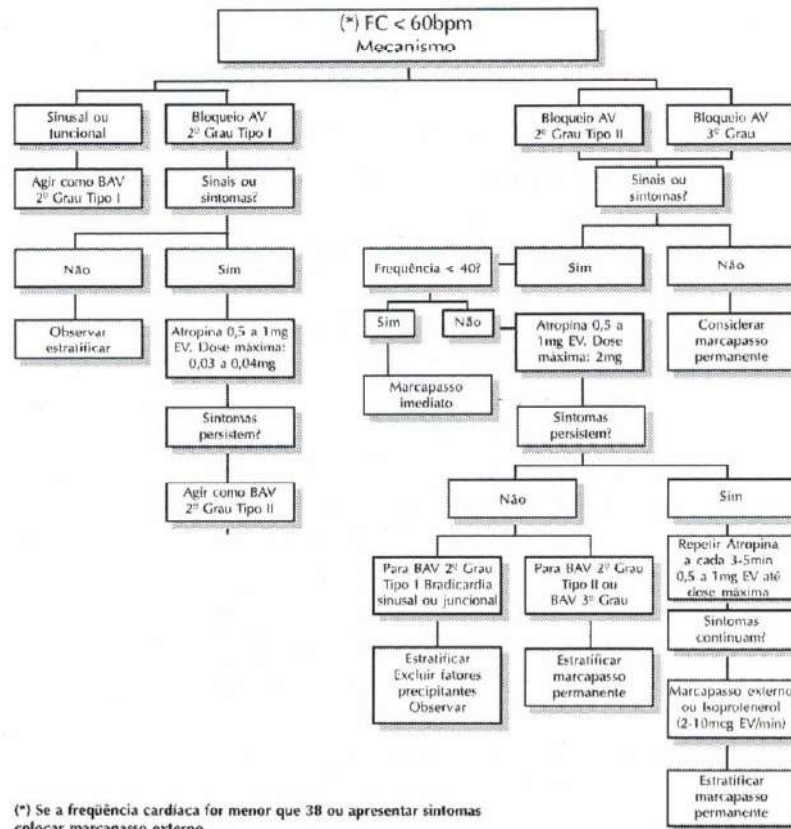 (*) FC < 60bpm
Mecanismo
Sinusal ou
Juncional
Bloqueio AV
2º Grau Tipo I
Bloqueio AV
2º Grau Tipo II
Bloqueio AV
3º Grau
Agir como BAV
2º Grau Tipo I
Sinais ou
sintomas?
Sinais ou
sintomas?
Não
Sim
Frequência < 40?
Sim
Não
Observar
estratificar
Atropina 0,5 a 1mg
EV. Dose máxima:
0,03 a 0,04mg
Sim
Não
Atropina 0,5 a
1mg EV. Dose
máxima: 2mg
Considerar
marcapasso
permanente
Marcapasso
imediato
Sintomas
persistem?
Sintomas
persistem?
Agir como BAV
2º Grau Tipo II
Não
Sim
Para BAV 2º Grau
Tipo I Bradicardia
sinusal ou juncional
Para BAV 2º Grau
Tipo II ou
BAV 3º Grau
Repetir Atropina
a cada 3-5min
0,5 a 1mg EV até
dose máxima
Sintomas
continuam?
Estratificar
Excluir fatores
precipitantes
Observar
Estratificar
marcapasso
permanente
Marcapasso externo
ou Isoprolenerol
(2-10mcg EV/min)
Estratificar
marcapasso
permanente
(*) Se a freqüência cardíaca for menor que 38 ou apresentar sintomas
colocar marcapasso externo